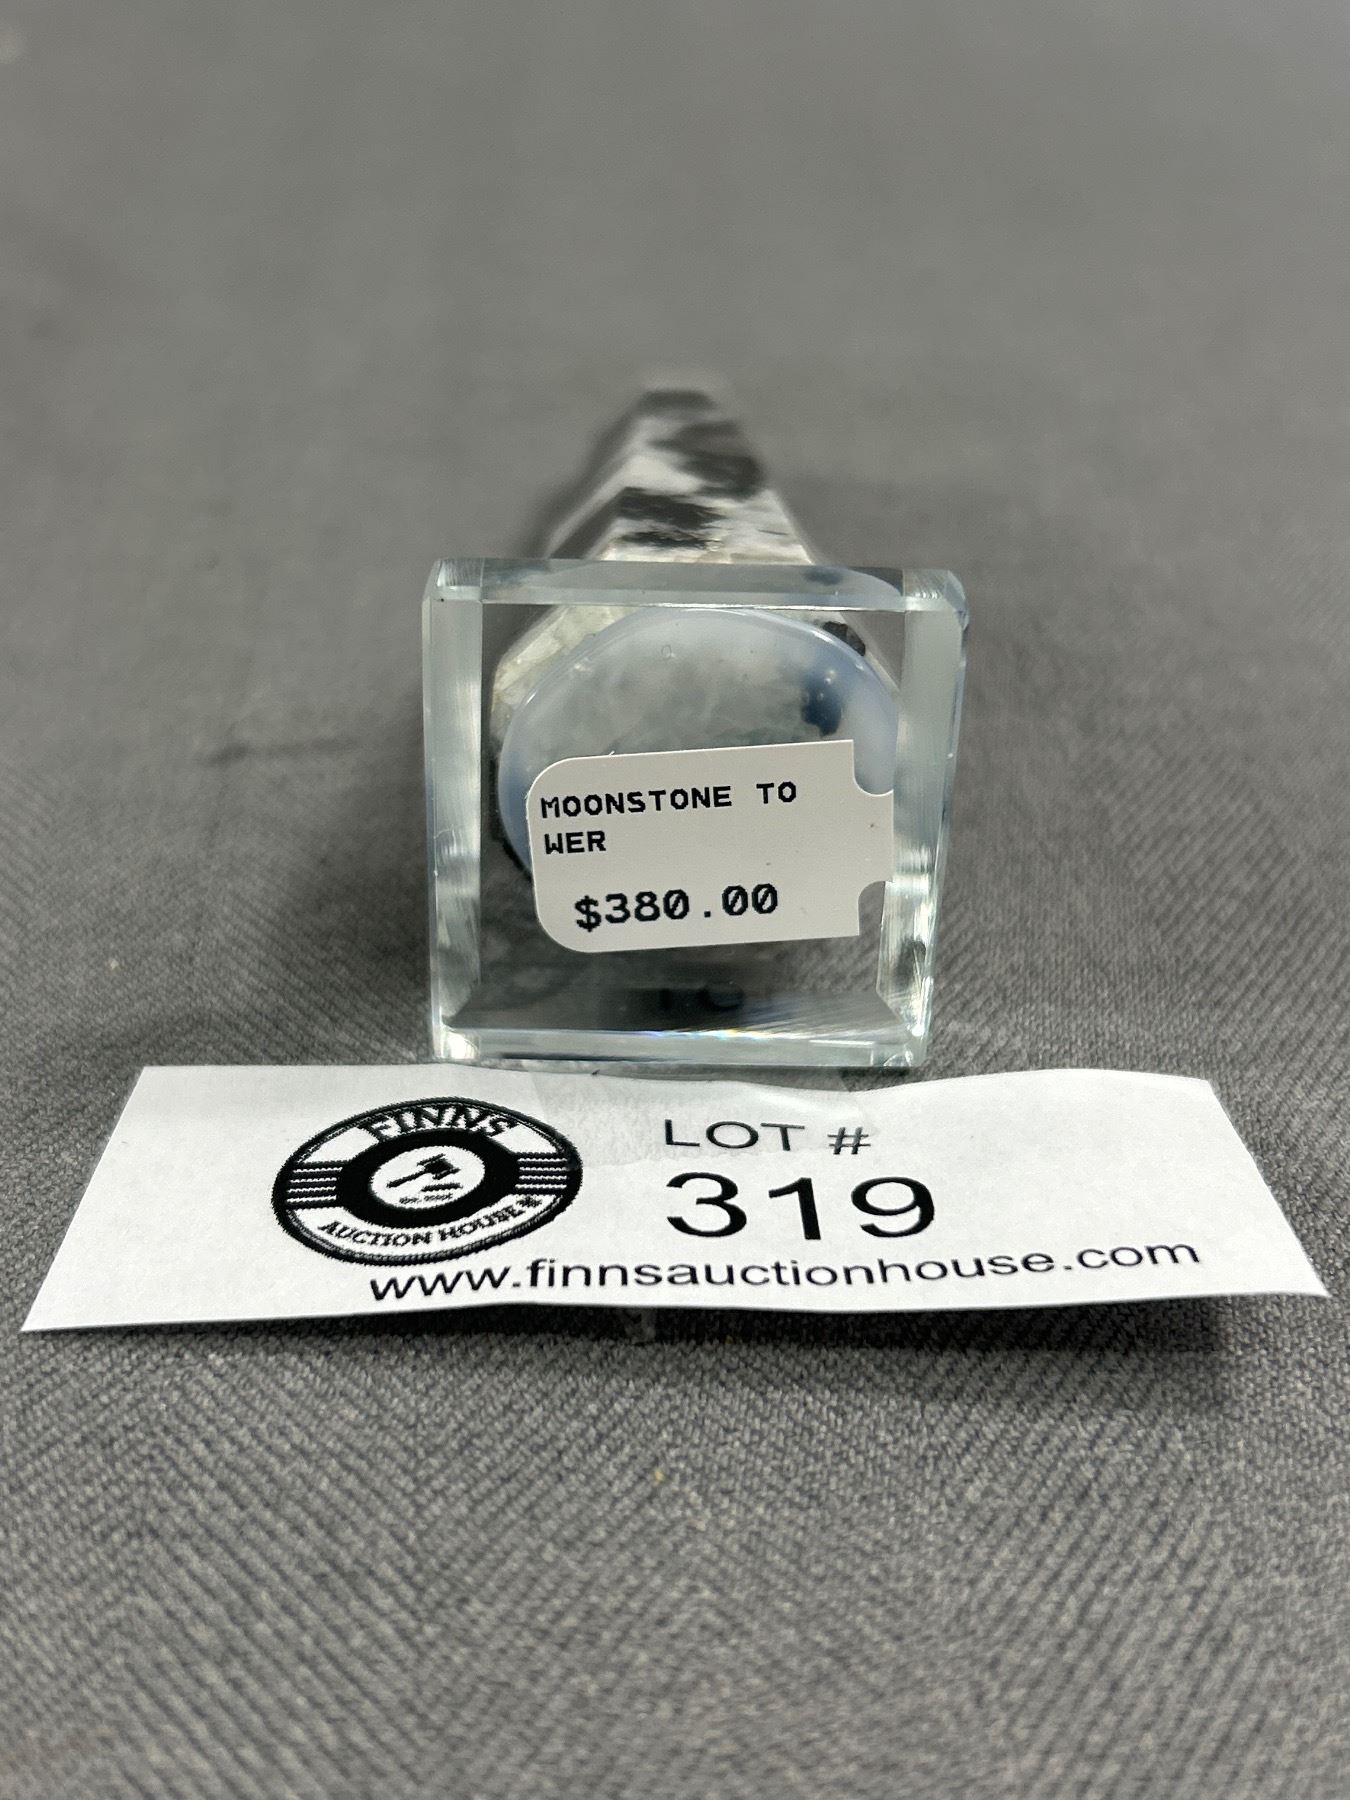 MOONSTONE TO
WER
$380.00
FINNS
AUCTION HOUSE
LOT #
319
www.finnsauctionhouse.com